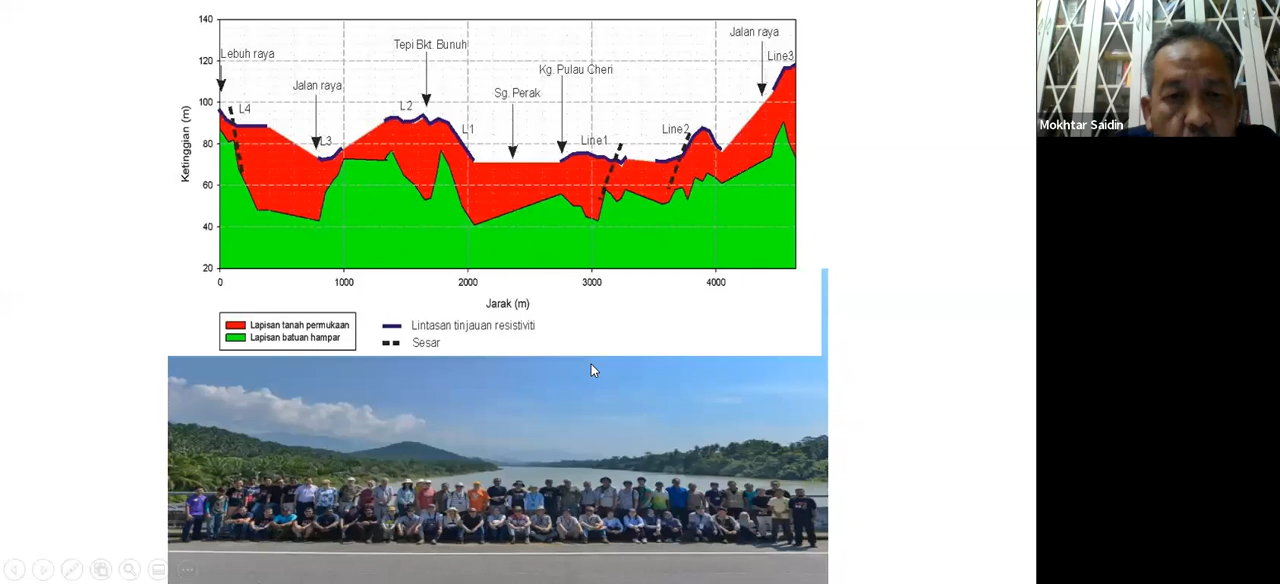 140
Jalan raya
Tepi Bkt. Bunuh
Lebuh raya
Line3
120
Kg. Pulau Cheri
Jalan raya
Sg. Perak
100
L4
L2
L1
L3
Line1
Line2
80
60
40
20
Ketinggian (m)
0
1000
2000
3000
4000
Jarak (m)
Lapisan tanah permukaan
Lapisan batuan hampar
Lintasan tinjauan resistiviti
Sesar
Mokhtar Saidin